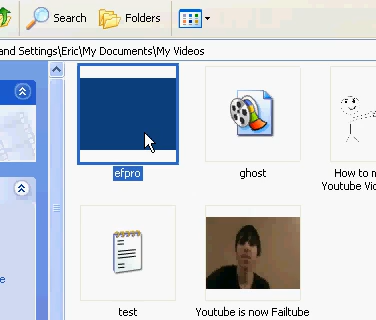 Search Folders
and Settings\Eric\My Documents\My Videos
efpro
ghost
How to
Youtube Vide
test
Youtube is now Failtube
e